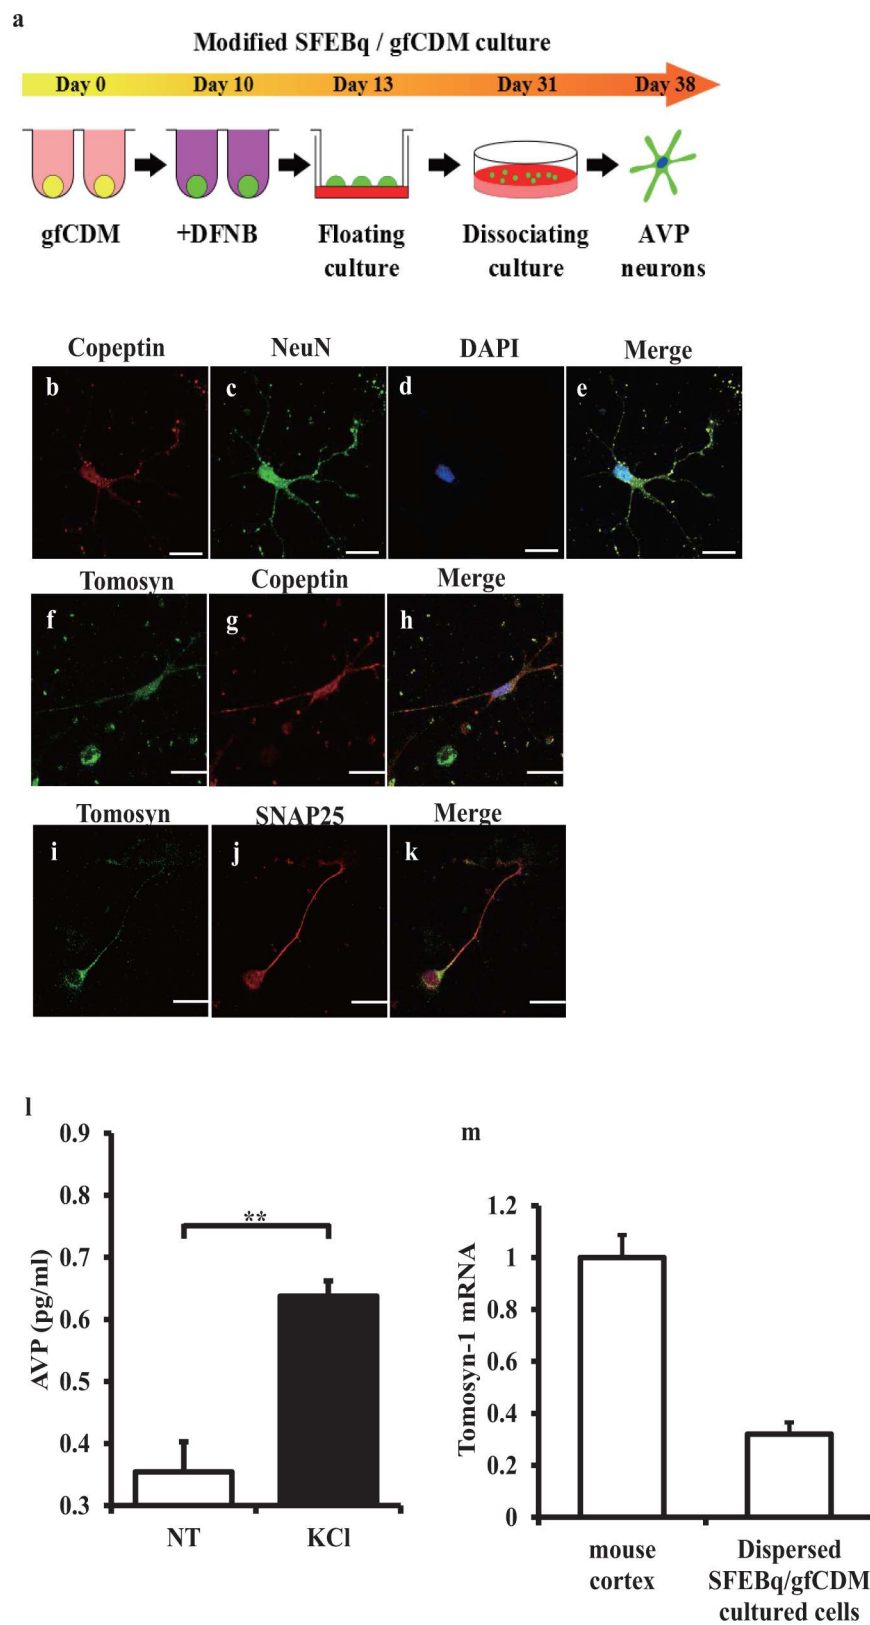 a
Modified SFEBq / gfCDM culture
Day 0 Day 10 Day 13 Day 31 Day 38
gfCDM +DFNB Floating culture Dissociating culture AVP neurons
Copeptin NeuN DAPI Merge
b c d e
Tomosyn Copeptin Merge
f g h
Tomosyn SNAP25 Merge
i j k
l
AVP (pg/ml)
0.9
0.8
0.7
0.6
0.5
0.4
0.3
**
NT KCl
m
Tomosyn-1 mRNA
1.2
1
0.8
0.6
0.4
0.2
0
mouse
cortex
Dispersed
SFEBq/gfCDM
cultured cells